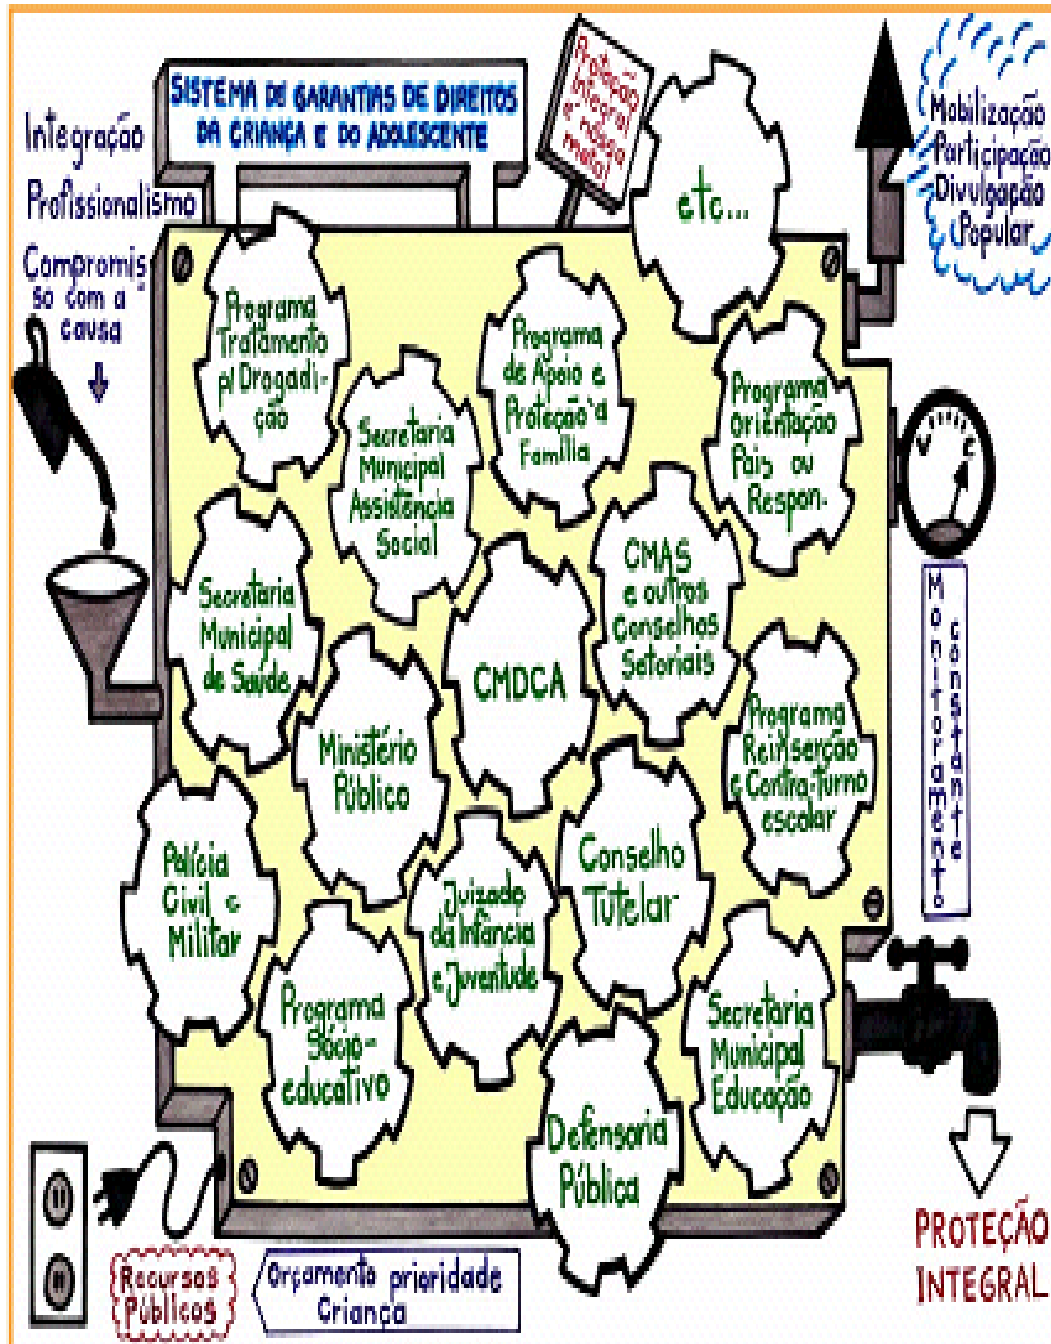 SISTEMA DE GARANTIAS DE DIREITOS
DA CRIANÇA E DO ADOLESCENTE
Proteção
integral
é nossa
meta!
etc...
Mobilização
Participação
Divulgação
Popular
Integração
Profissionalismo
Compromis
so com a
causa
Programa
Tratamento
p/ Drogadi-
ção
Secretaria
Municipal
Assistência
Social
Programa
de Apoio e
Proteção à
Família
Programa
Orientação
Pais ou
Respon.
Secretaria
Municipal
de Saúde
CMDCA
CMAS
e outros
Conselhos
Setoriais
Ministério
Público
Programa
Reinserção
e Contra-turno
escolar
Monitoramento
constante
Polícia
Civil e
Militar
Juizado
da Infância
e Juventude
Conselho
Tutelar
Programa
Sócio-
educativo
Defensoria
Pública
Secretaria
Municipal
Educação
Recursos
Públicos
Orçamento prioridade
Criança
PROTEÇÃO
INTEGRAL